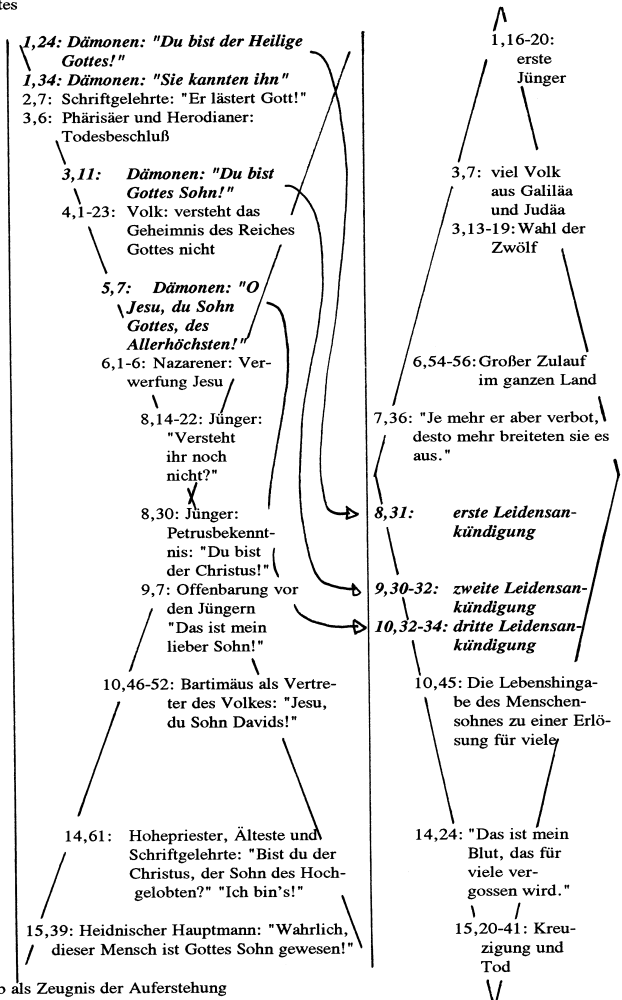 tes
1,24: Dämonen: "Du bist der Heilige
Gottes!"
1,34: Dämonen: "Sie kannten ihn"
2,7: Schriftgelehrte: "Er lästert Gott!"
3,6: Phärisäer und Herodianer:
Todesbeschluß
3,11: Dämonen: "Du bist
Gottes Sohn!"
4,1-23: Volk: versteht das
Geheimnis des Reiches
Gottes nicht
5,7: Dämonen: "O
Jesu, du Sohn
Gottes, des
Allerhöchsten!"
6,1-6: Nazarener: Ver-
werfung Jesu
8,14-22: Jünger:
"Versteht
ihr noch
nicht?"
8,30: Jünger:
Petrusbekennt-
nis: "Du bist
der Christus!"
9,7: Offenbarung vor
den Jüngern
"Das ist mein
lieber Sohn!"
10,46-52: Bartimäus als Vertre-
ter des Volkes: "Jesu,
du Sohn Davids!"
14,61: Hohepriester, Älteste und
Schriftgelehrte: "Bist du der
Christus, der Sohn des Hoch-
gelobten?" "Ich bin's!"
15,39: Heidnischer Hauptmann: "Wahrlich,
dieser Mensch ist Gottes Sohn gewesen!"
1,16-20:
erste
Jünger
3,7: viel Volk
aus Galiläa
und Judäa
3,13-19: Wahl der
Zwölf
6,54-56: Großer Zulauf
im ganzen Land
7,36: "Je mehr er aber verbot,
desto mehr breiteten sie es
aus."
8,31: erste Leidensan-
kündigung
9,30-32: zweite Leidensan-
kündigung
10,32-34: dritte Leidensan-
kündigung
10,45: Die Lebenshinga-
be des Menschen-
sohnes zu einer Erlö-
sung für viele
14,24: "Das ist mein
Blut, das für
viele ver-
gossen wird."
15,20-41: Kreu-
zigung und
Tod
als Zeugnis der Auferstehung